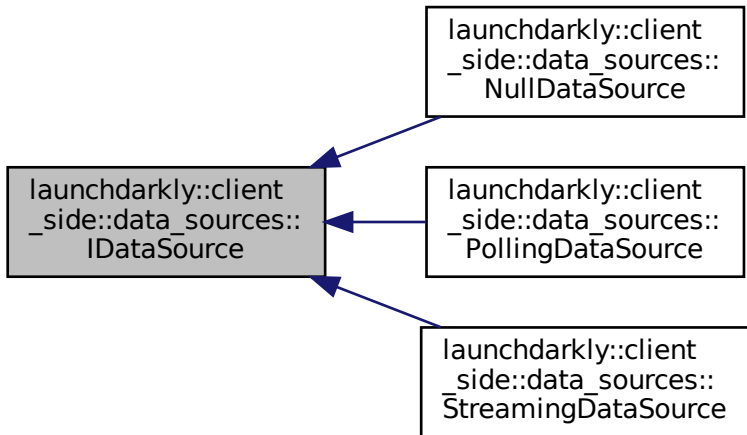 launchdarkly::client
_side::data_sources::
NullDataSource
launchdarkly::client
_side::data_sources::
IDataSource
launchdarkly::client
_side::data_sources::
PollingDataSource
launchdarkly::client
_side::data_sources::
StreamingDataSource